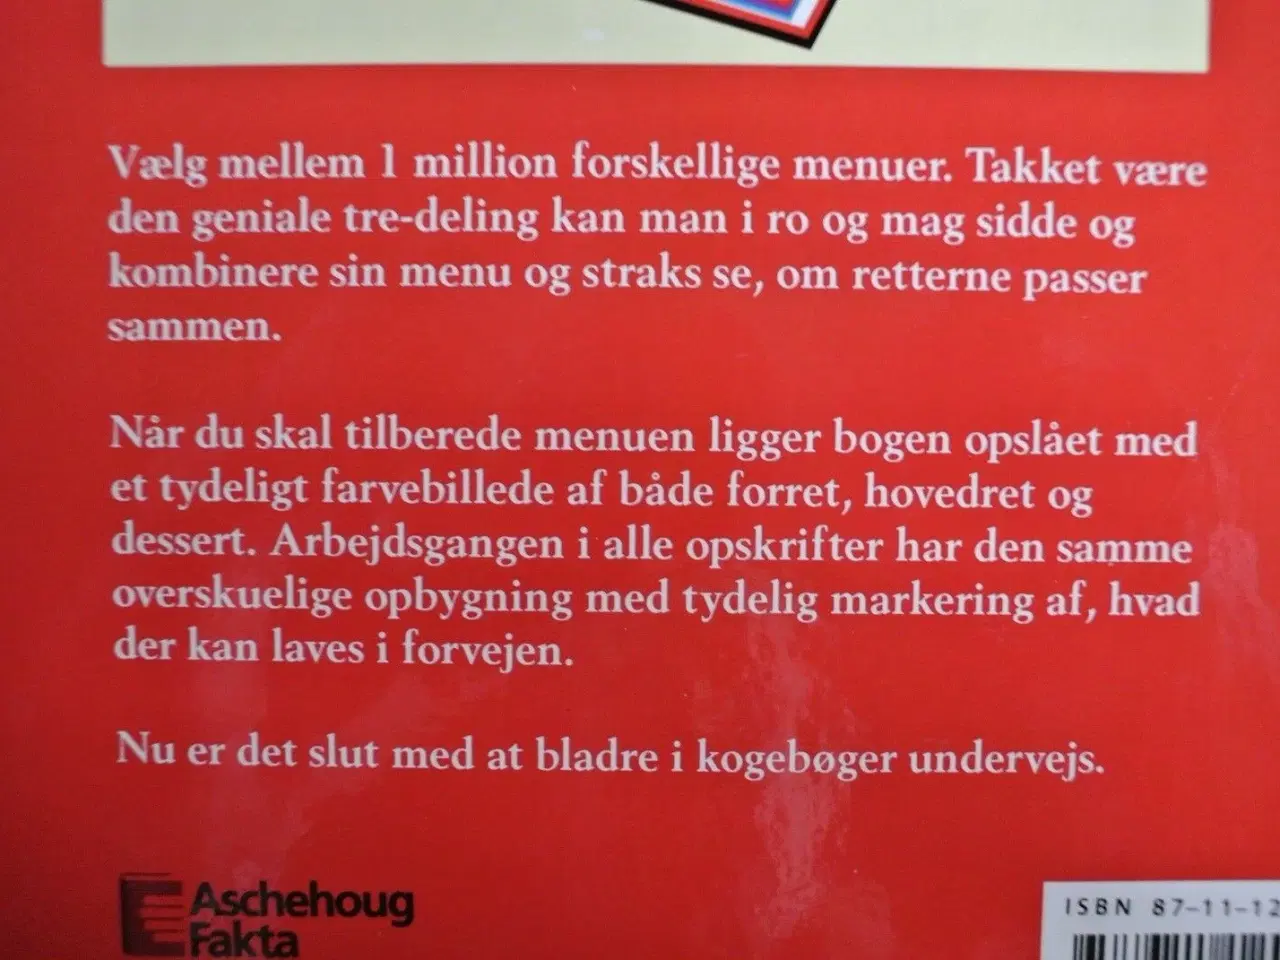 Vælg mellem 1 million forskellige menuer. Takket være
den geniale tre-deling kan man i ro og mag sidde og
kombinere sin menu og straks se, om retterne passer
sammen.
Når du skal tilberede menuen ligger bogen opslået med
et tydeligt farvebillede af både forret, hovedret og
dessert. Arbejdsgangen i alle opskrifter har den samme
overskuelige opbygning med tydelig markering af, hvad
der kan laves i forvejen.
Nu er det slut med at bladre i kogebøger undervejs.
Aschehoug
Fakta
ISBN 87-11-12